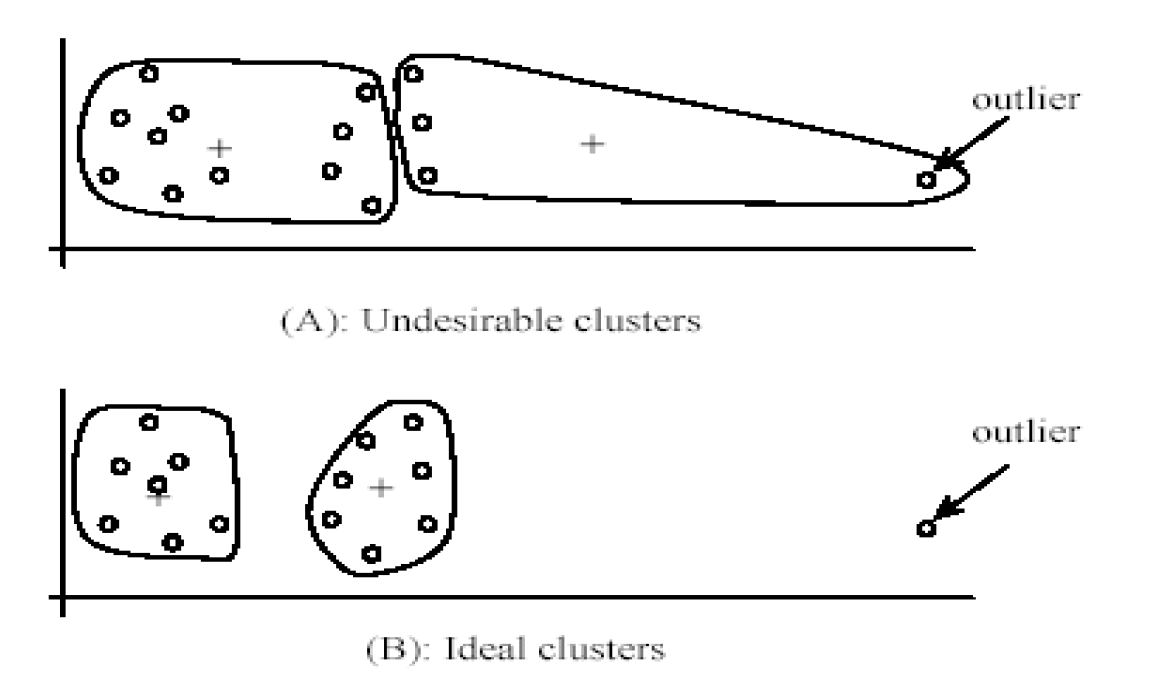 outlier
(A): Undesirable clusters
outlier
(B): Ideal clusters